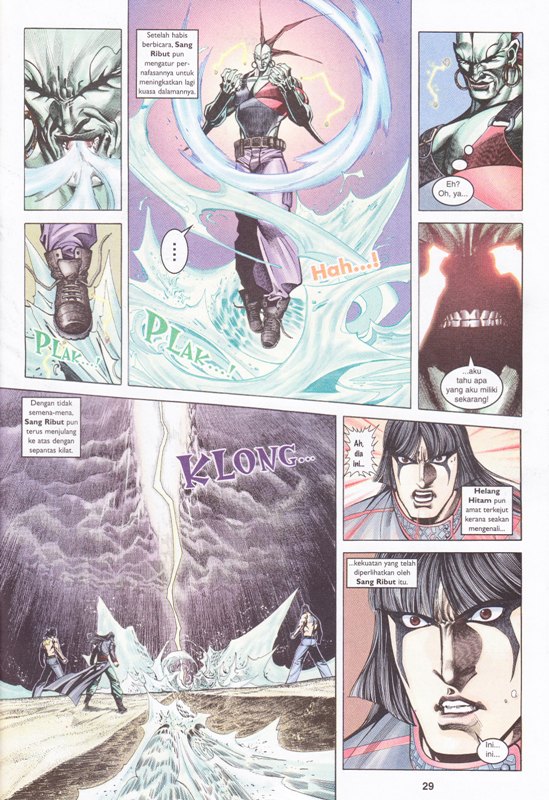 Setelah habis
berbicara, Sang
Ribut pun
mengatur per-
nafasannya untuk
meningkatkan lagi
kuasa dalamannya.
....
Hah...!
PLAK...!
PLAK...!
Eh?
Oh, ya...
...aku
tahu apa
yang aku miliki
sekarang!
Dengan tidak
semena-mena,
Sang Ribut pun
terus menjulang
ke atas dengan
sepantas kilat.
KLONG...
Ah,
dia
ini...
Helang
Hitam pun
amat terkejut
kerana seakan
mengenali...
...kekuatan yang telah
diperlihatkan oleh
Sang Ribut itu.
Ini...
ini...
29